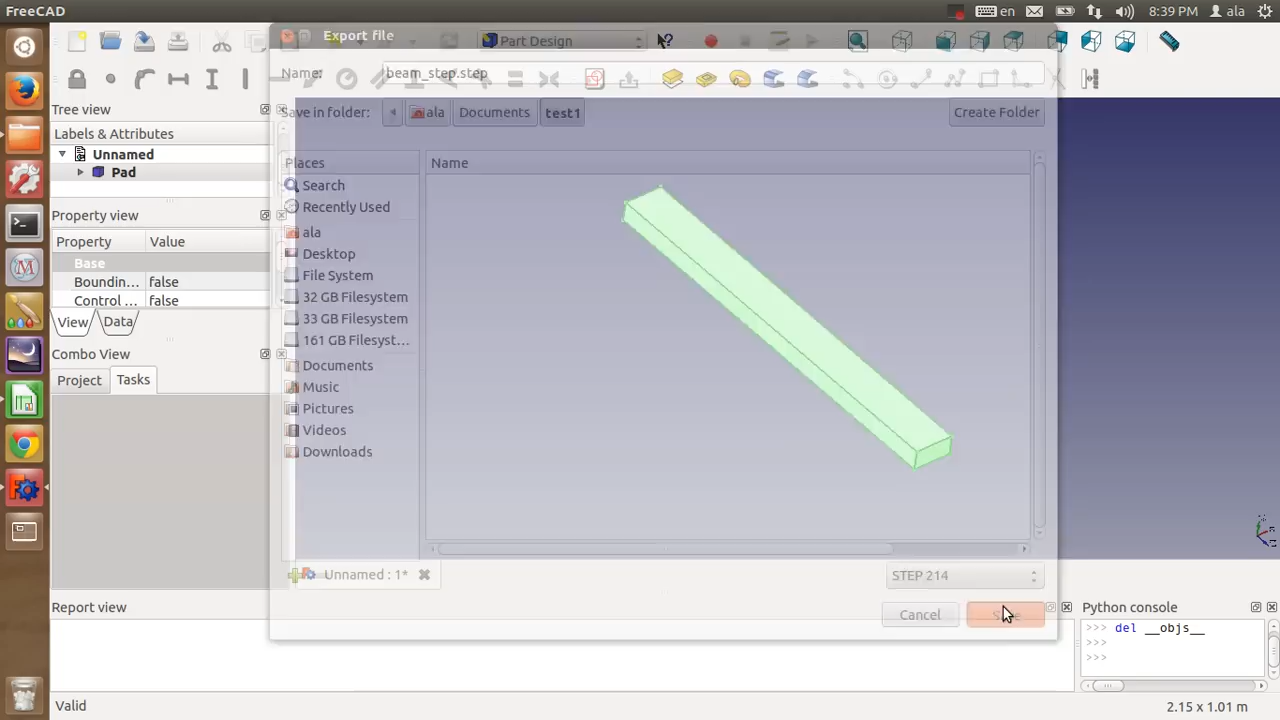 FreeCAD
en
8:39 PM
ala
Export file
Part Design
Name:
beam_step.step
Save in folder:
ala
Documents
test1
Create Folder
Tree view
Labels & Attributes
Unnamed
Pad
Property view
Property
Value
Base
Boundin...
false
Control ...
false
View
Data
Combo View
Project
Tasks
Places
Name
Search
Recently Used
ala
Desktop
File System
32 GB Filesystem
33 GB Filesystem
161 GB Filesyst...
Documents
Music
Pictures
Videos
Downloads
Unnamed : 1*
STEP 214
Cancel
Report view
Python console
>>> del __objs__
>>>
>>>
Valid
2.15 x 1.01 m